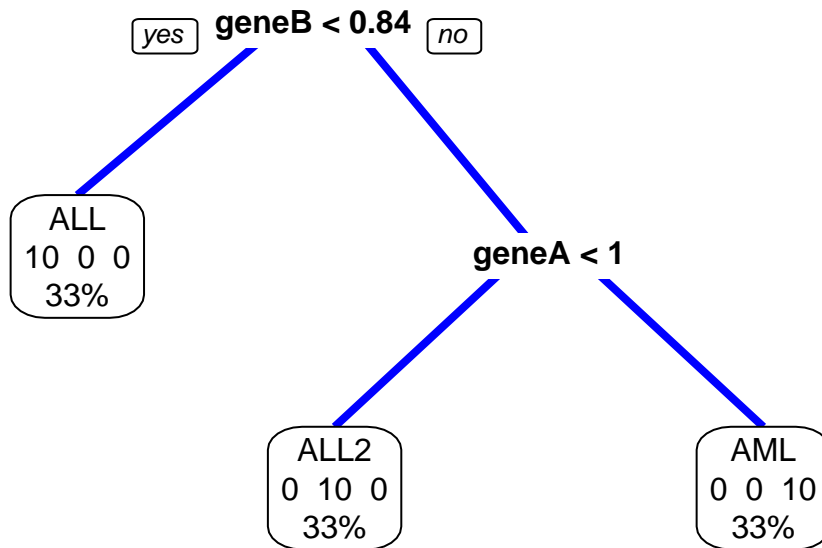 yes geneB < 0.84 no
ALL
10 0 0
33%
geneA < 1
ALL2
0 10 0
33%
AML
0 0 10
33%